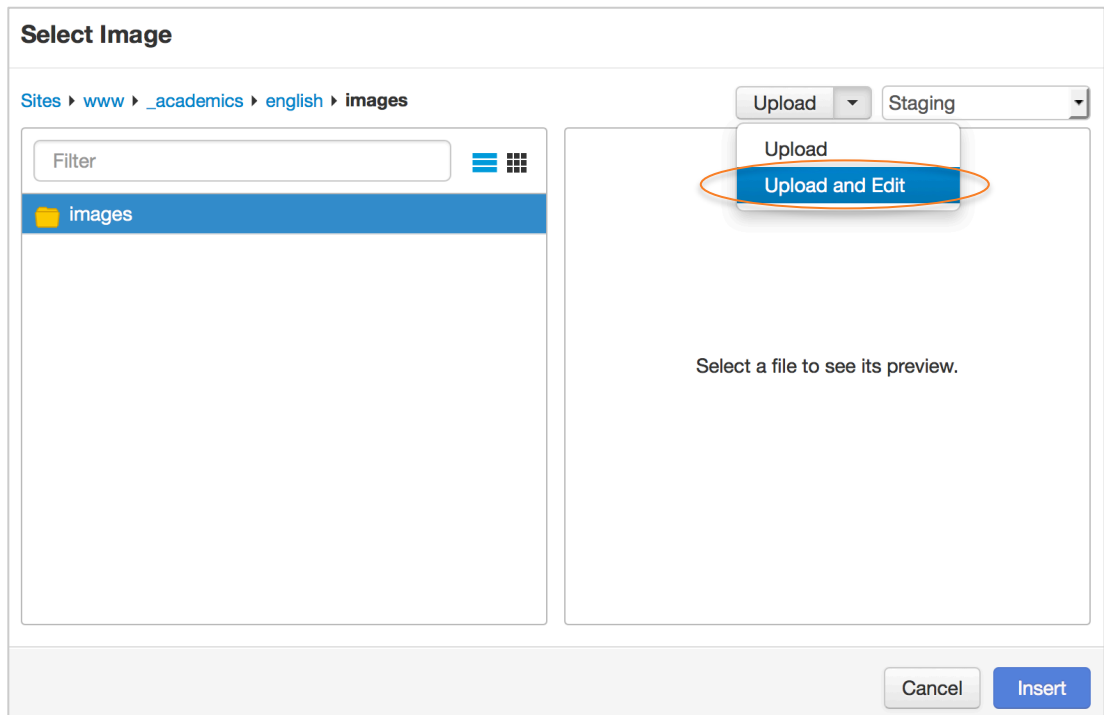 Select Image
Sites ▸ www ▸ _academics ▸ english ▸ images
Upload
Staging
Filter
Upload
Upload and Edit
images
Select a file to see its preview.
Cancel
Insert